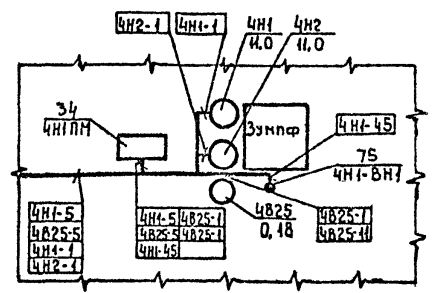 4Н2-1 4Н1-1
4Н1
11,0
4Н2
11,0
34
4Н1ПМ
Зумпф
4Н1-45
75
4Н1-ВН1
4Н1-5
4В25-5
4Н1-1
4Н2-1
4Н1-5 4В25-1
4В25-5 4В25-1
4Н1-45
4В25
0,18
4В25-1
4В25-11